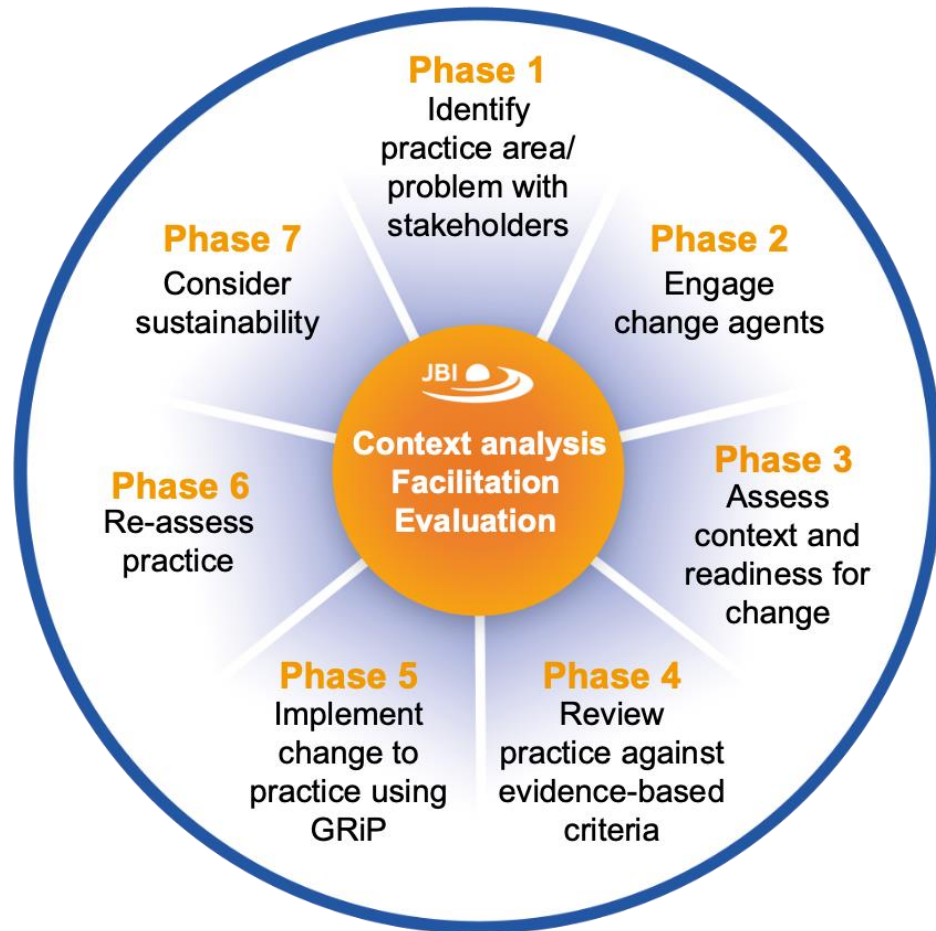 Phase 1
Identify
practice area/
problem with
stakeholders
Phase 2
Engage
change agents
Phase 3
Assess
context and
readiness for
change
Phase 4
Review
practice against
evidence-based
criteria
Phase 5
Implement
change to
practice using
GRiP
Phase 6
Re-assess
practice
Phase 7
Consider
sustainability
JBI
Context analysis
Facilitation
Evaluation